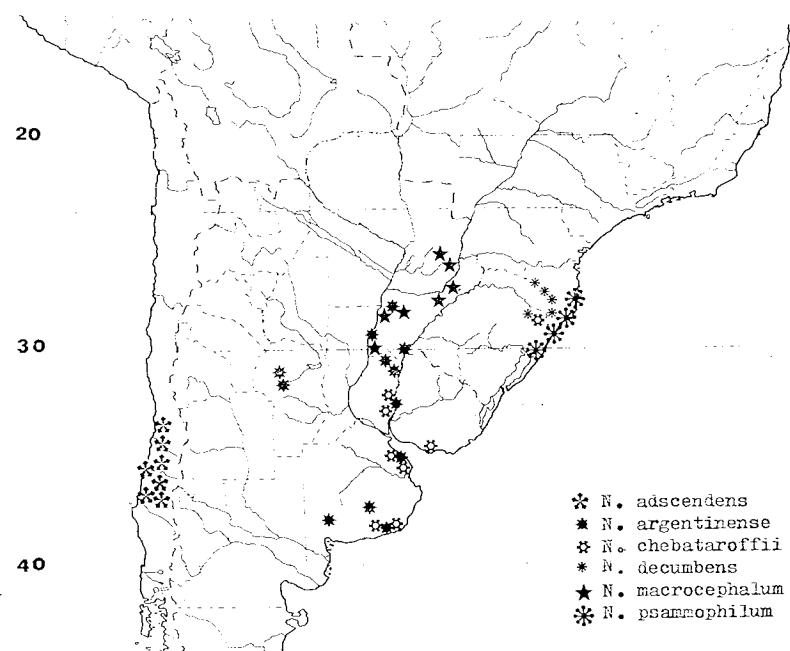 20
30
40
N. adscendens
N. argentinense
N. chebataroffii
N. decumbens
N. macrocephalum
N. psammophilum